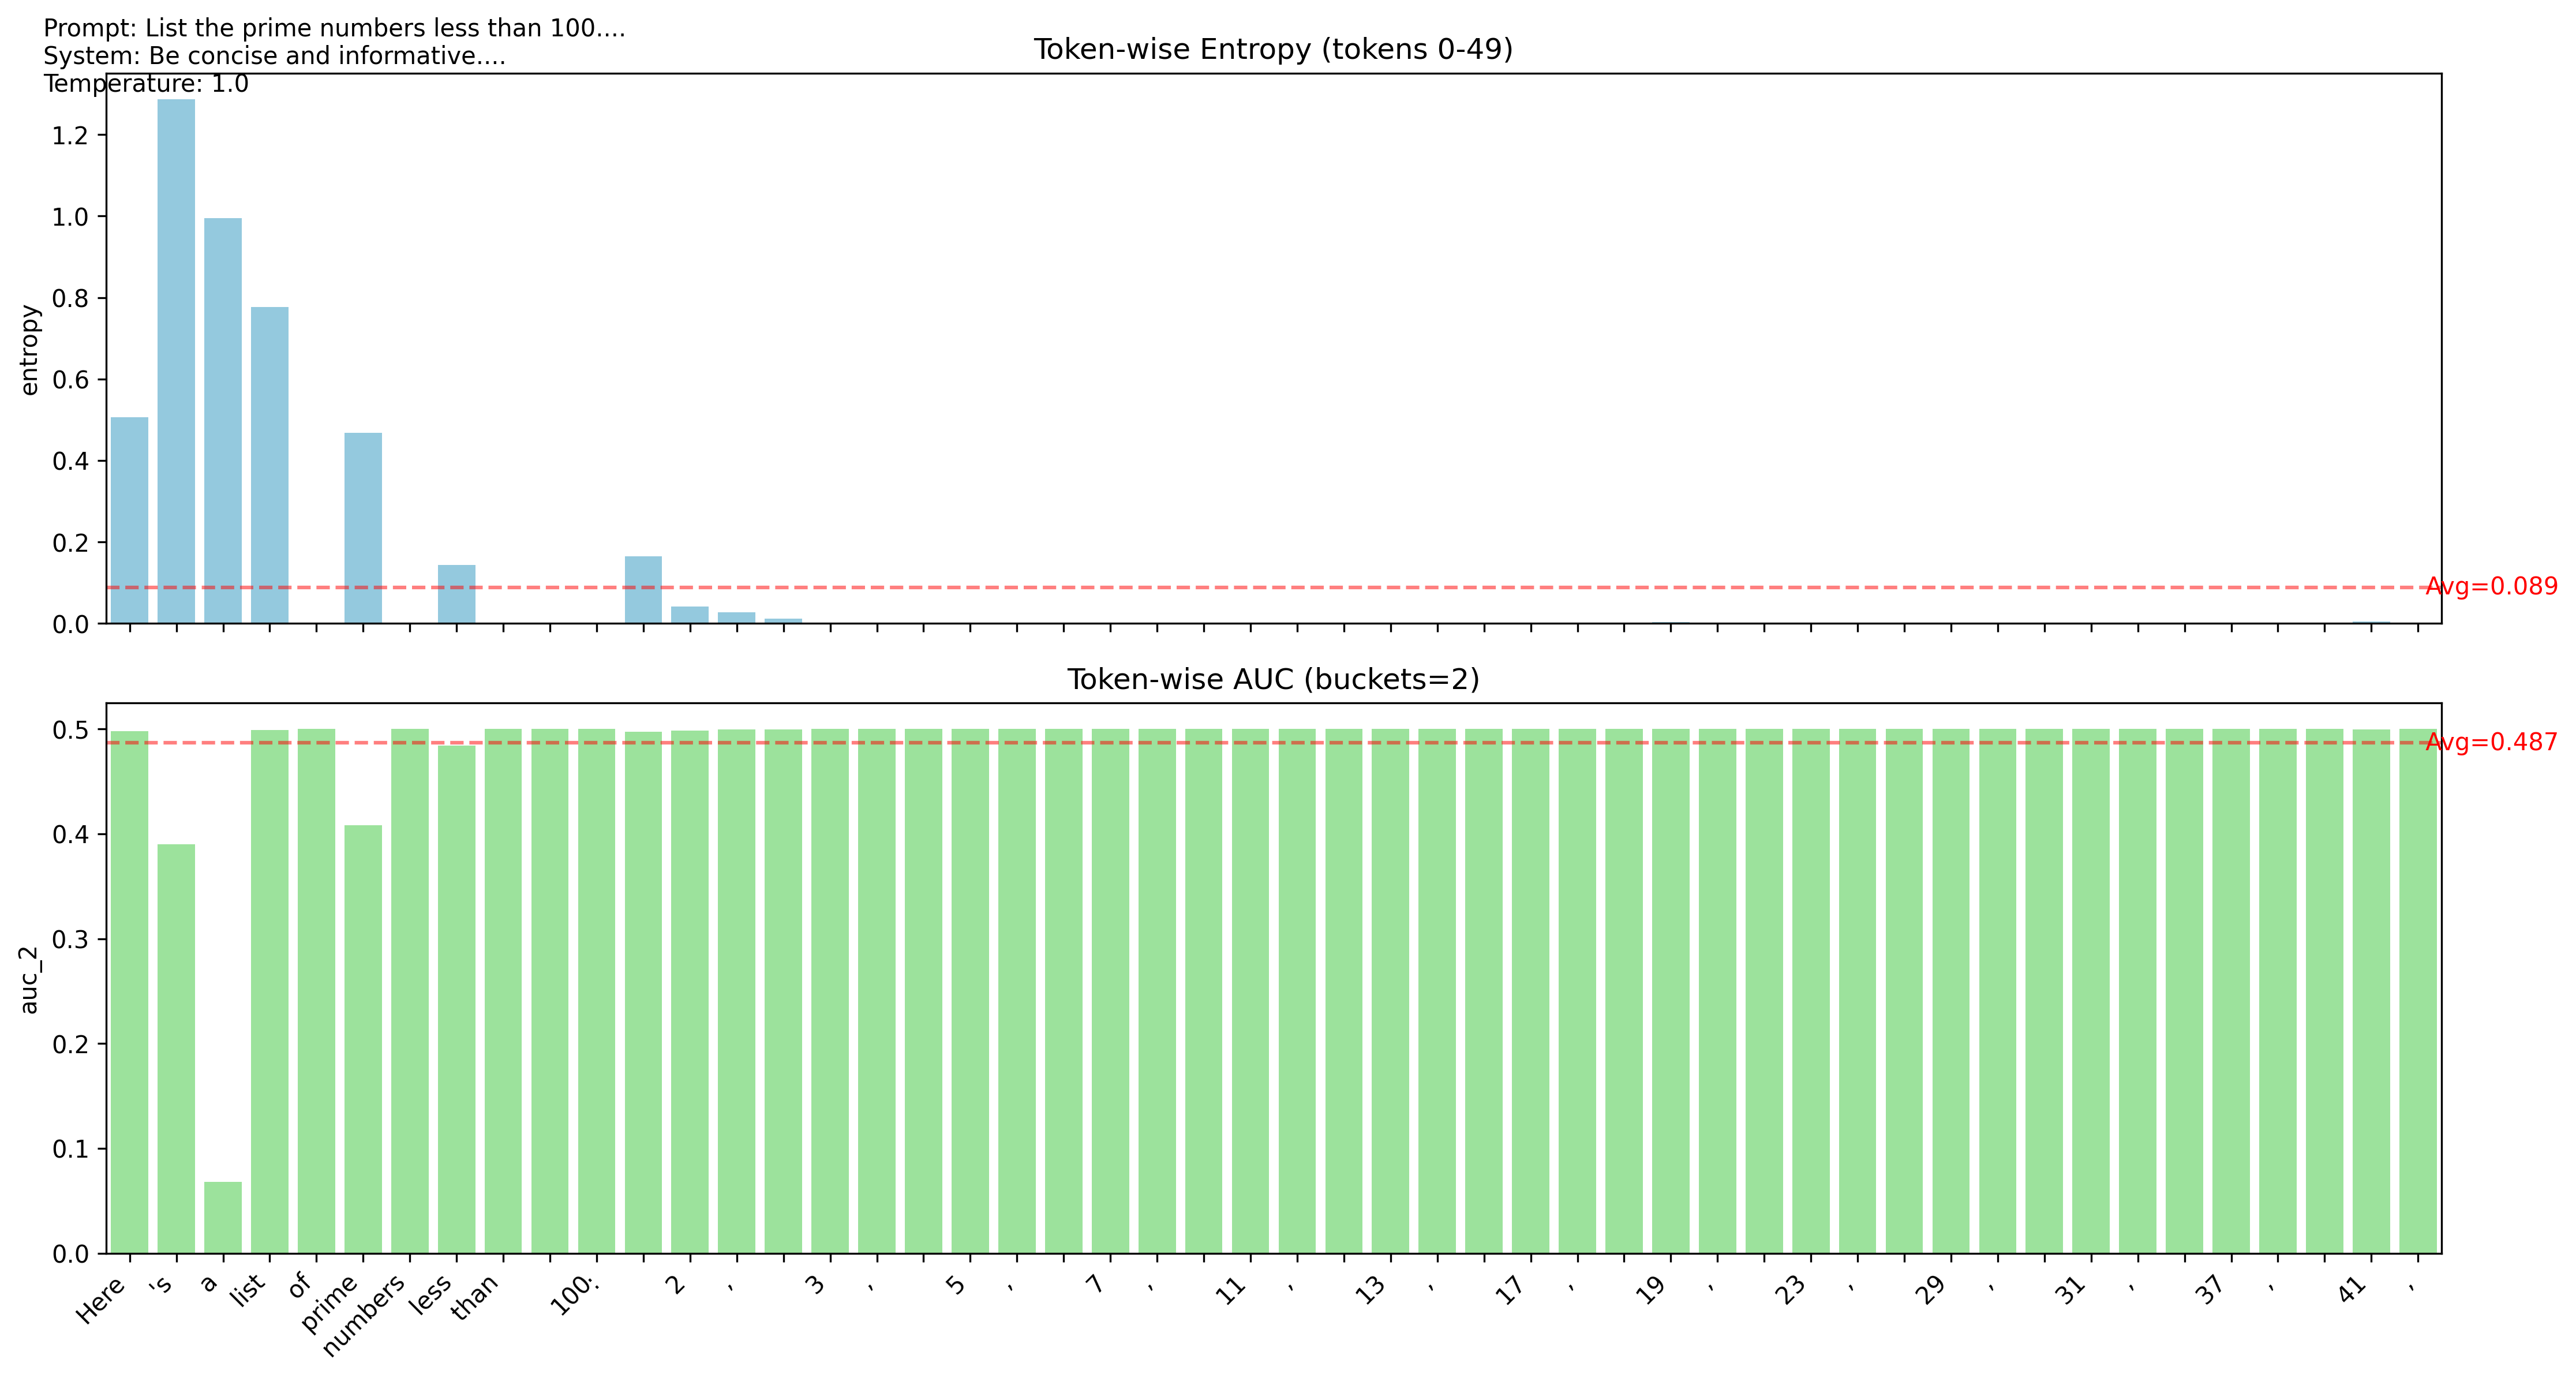 Prompt: List the prime numbers less than 100....
System: Be concise and informative....
Temperature: 1.0
Token-wise Entropy (tokens 0-49)
entropy
1.2
1.0
0.8
0.6
0.4
0.2
0.0
Avg=0.089
Token-wise AUC (buckets=2)
auc_2
0.5
0.4
0.3
0.2
0.1
0.0
Avg=0.487
Here
's
a
list
of
prime
numbers
less
than
100:
2
,
3
,
5
,
7
,
11
,
13
,
17
,
19
,
23
,
29
,
31
,
37
,
41
,